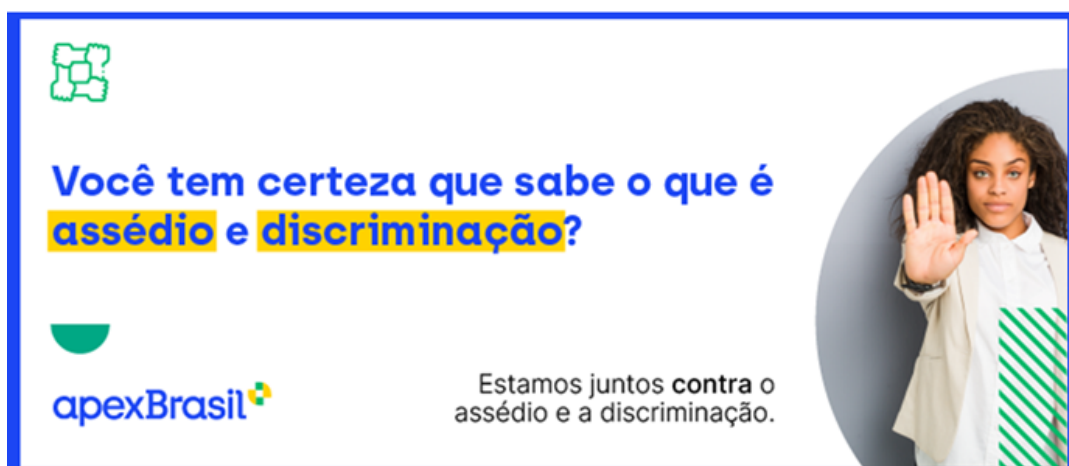 Você tem certeza que sabe o que é
assédio e discriminação?
apexBrasil
Estamos juntos contra o
assédio e a discriminação.